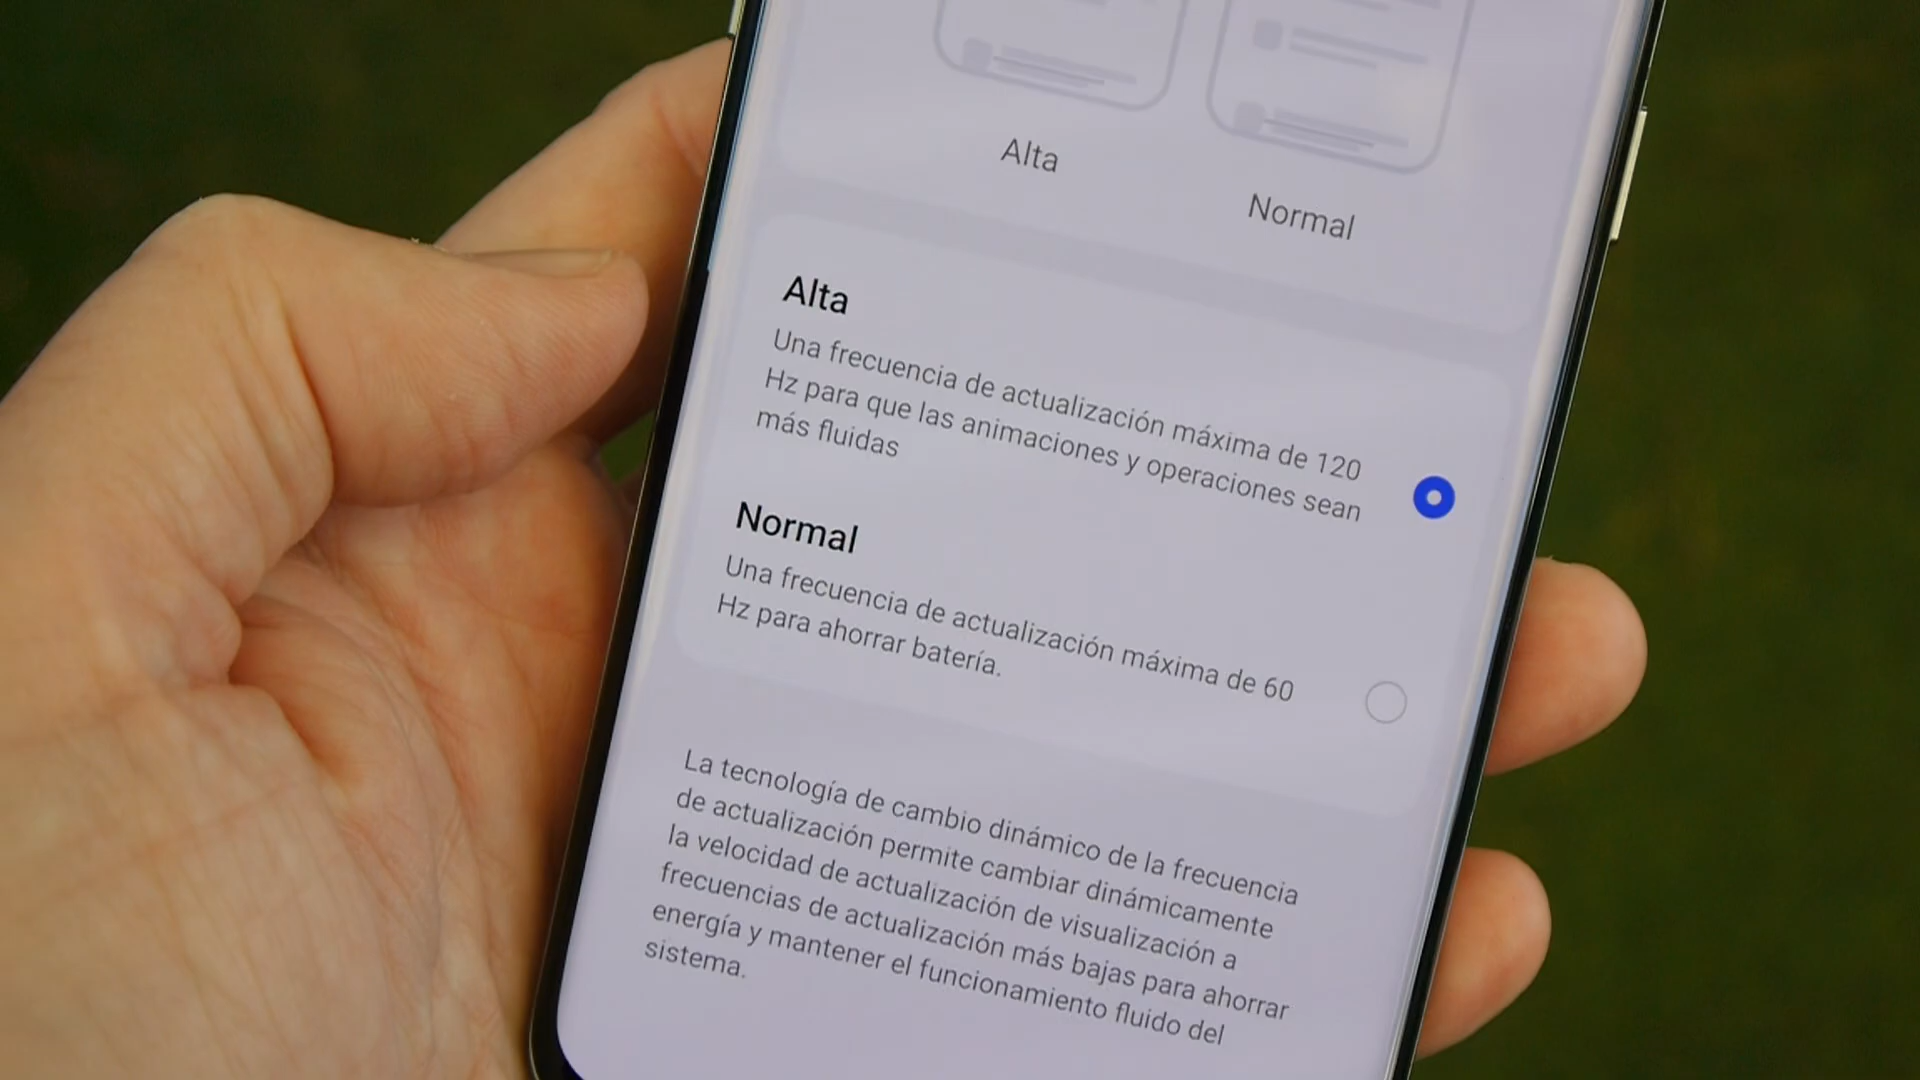 Alta
Normal
Alta
Una frecuencia de actualización máxima de 120
Hz para que las animaciones y operaciones sean
más fluidas
Normal
Una frecuencia de actualización máxima de 60
Hz para ahorrar batería.
La tecnología de cambio dinámico de la frecuencia
de actualización permite cambiar dinámicamente
la velocidad de actualización de visualización a
frecuencias de actualización más bajas para ahorrar
energía y mantener el funcionamiento fluido del
sistema.